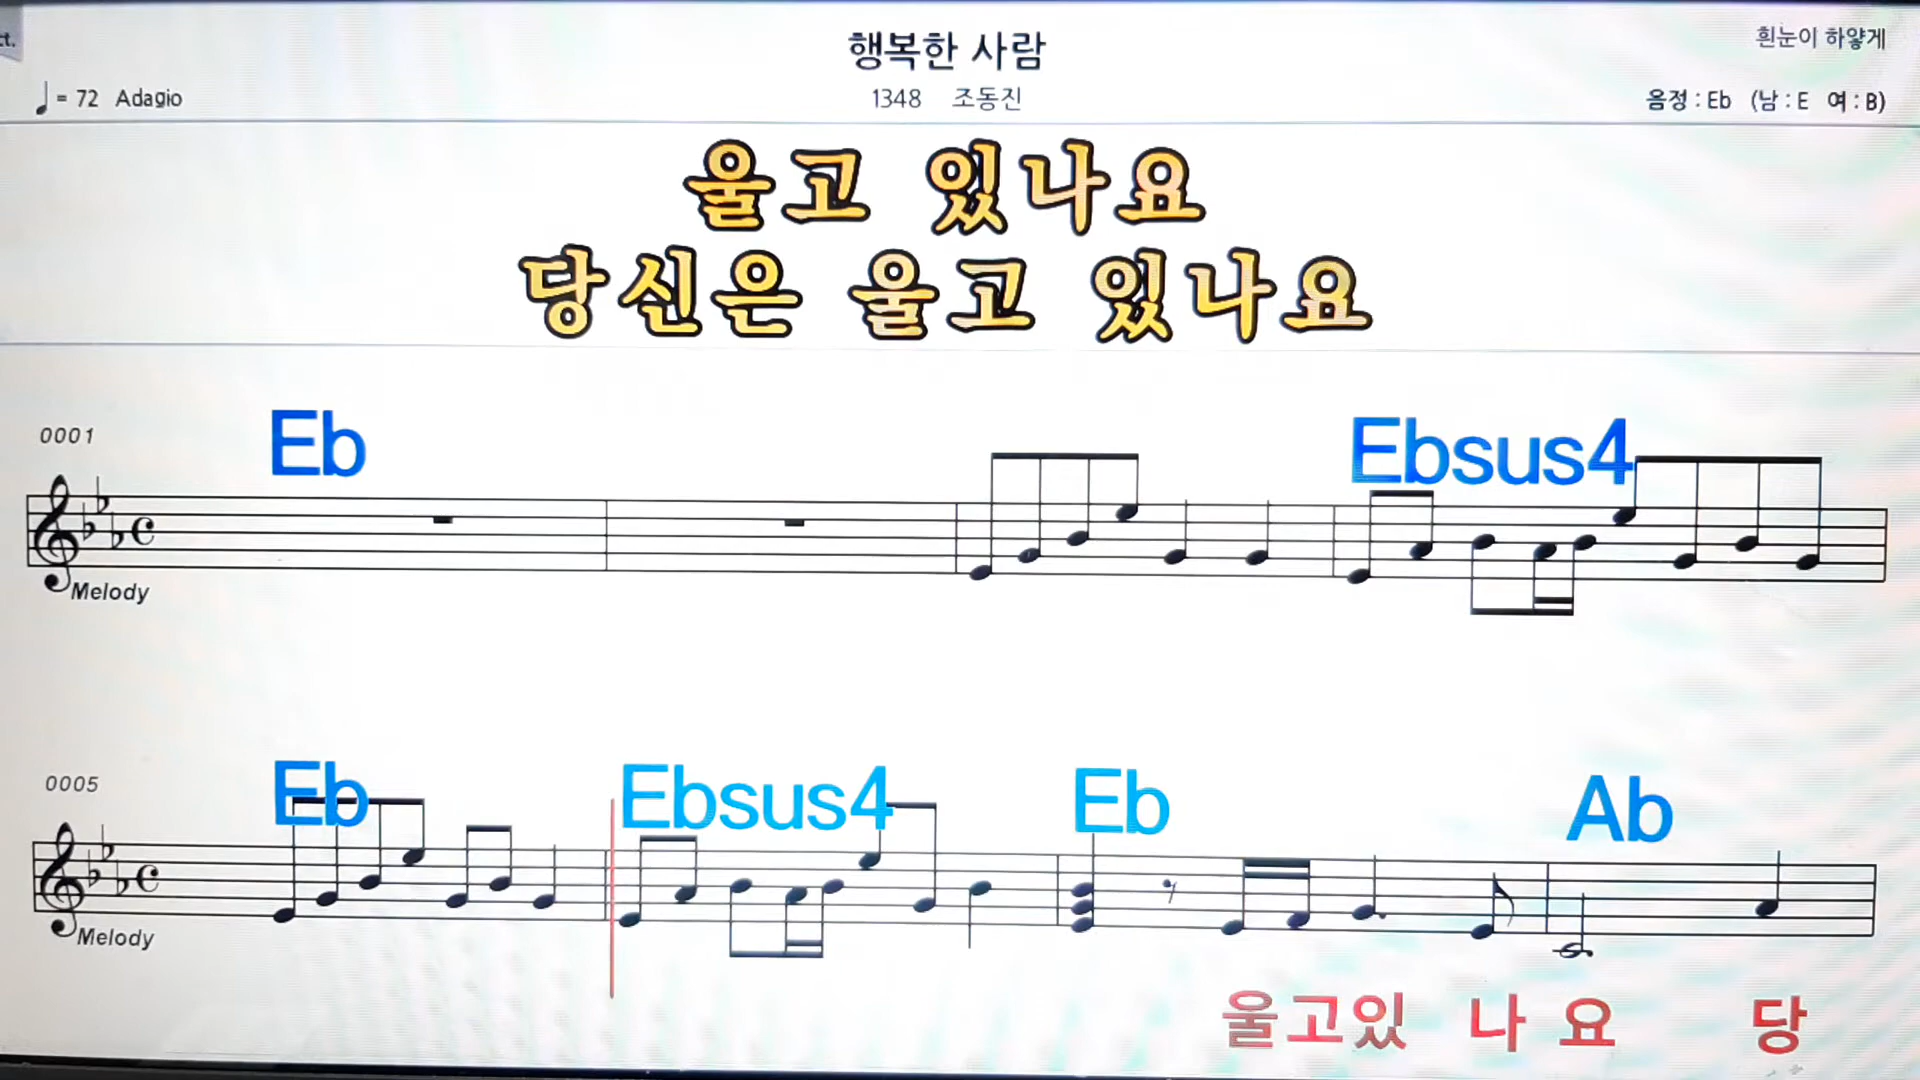 ct.
행복한 사람
흰눈이 하얗게
= 72 Adagio
1348 조동진
음정 : Eb (남 : E 여 : B)
울고 있나요
당신은 울고 있나요
0001
Eb
Ebsus4
Melody
0005
Eb
Ebsus4
Eb
Ab
Melody
울고있 나 요 당